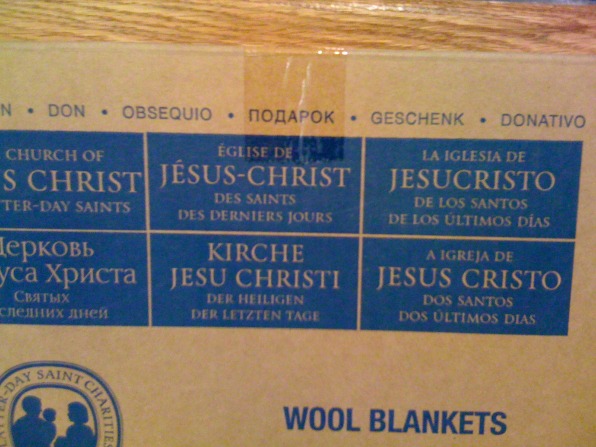 N • DON • OBSEQUIO • ПОДАРОК • GESCHENK • DONATIVO
CHURCH OF
S CHRIST
TER-DAY SAINTS
ÉGLISE DE
JÉSUS-CHRIST
DES SAINTS
DES DERNIERS JOURS
LA IGLESIA DE
JESUCRISTO
DE LOS SANTOS
DE LOS ÚLTIMOS DÍAS
Церковь
уса Христа
Святых
следних дней
KIRCHE
JESU CHRISTI
DER HEILIGEN
DER LETZTEN TAGE
A IGREJA DE
JESUS CRISTO
DOS SANTOS
DOS ÚLTIMOS DIAS
TTER-DAY SAINT CHARITIES
WOOL BLANKETS